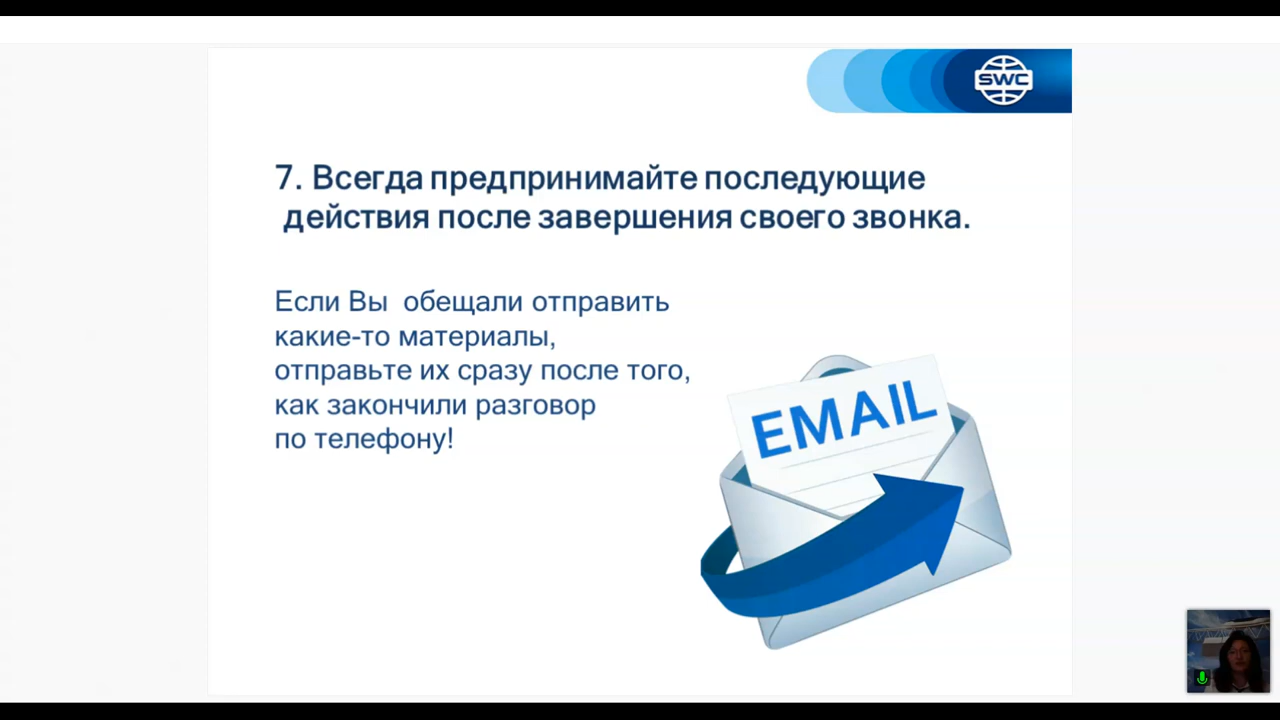 SWC
7. Всегда предпринимайте последующие
действия после завершения своего звонка.
Если Вы обещали отправить
какие-то материалы,
отправьте их сразу после того,
как закончили разговор
по телефону!
EMAIL